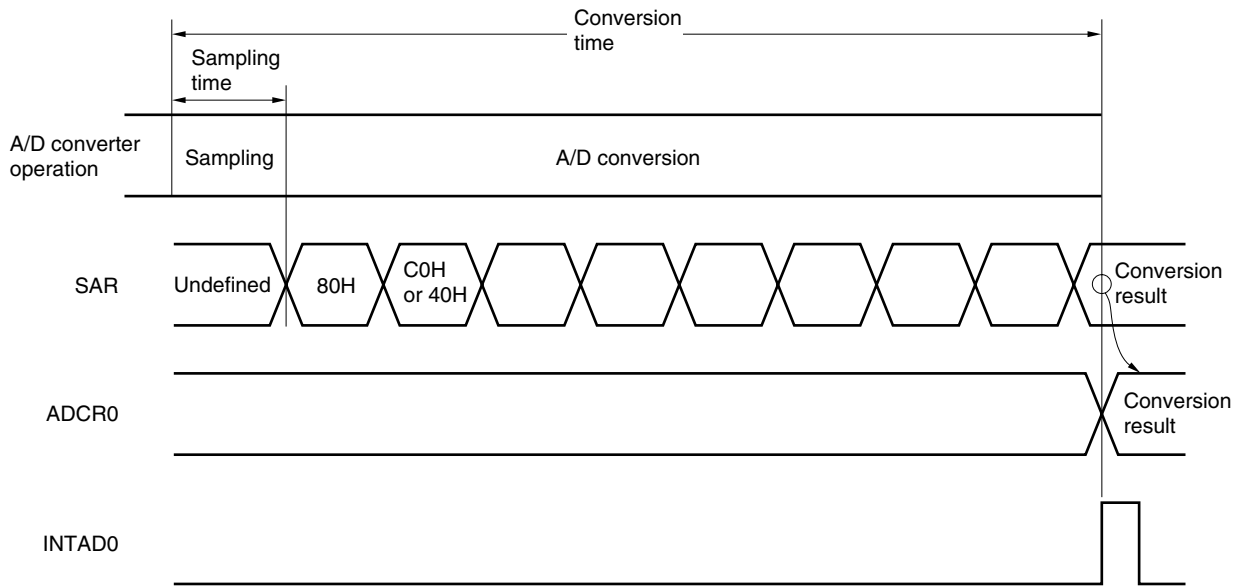 Conversion
time
Sampling
time
A/D converter
operation
Sampling
A/D conversion
SAR
Undefined
80H
C0H
or 40H
Conversion
result
ADCR0
Conversion
result
INTAD0